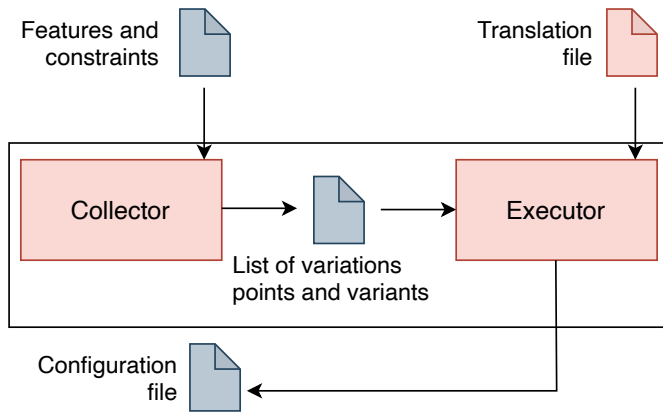 Features and
constraints
Translation
file
Collector
Executor
List of variations
points and variants
Configuration
file